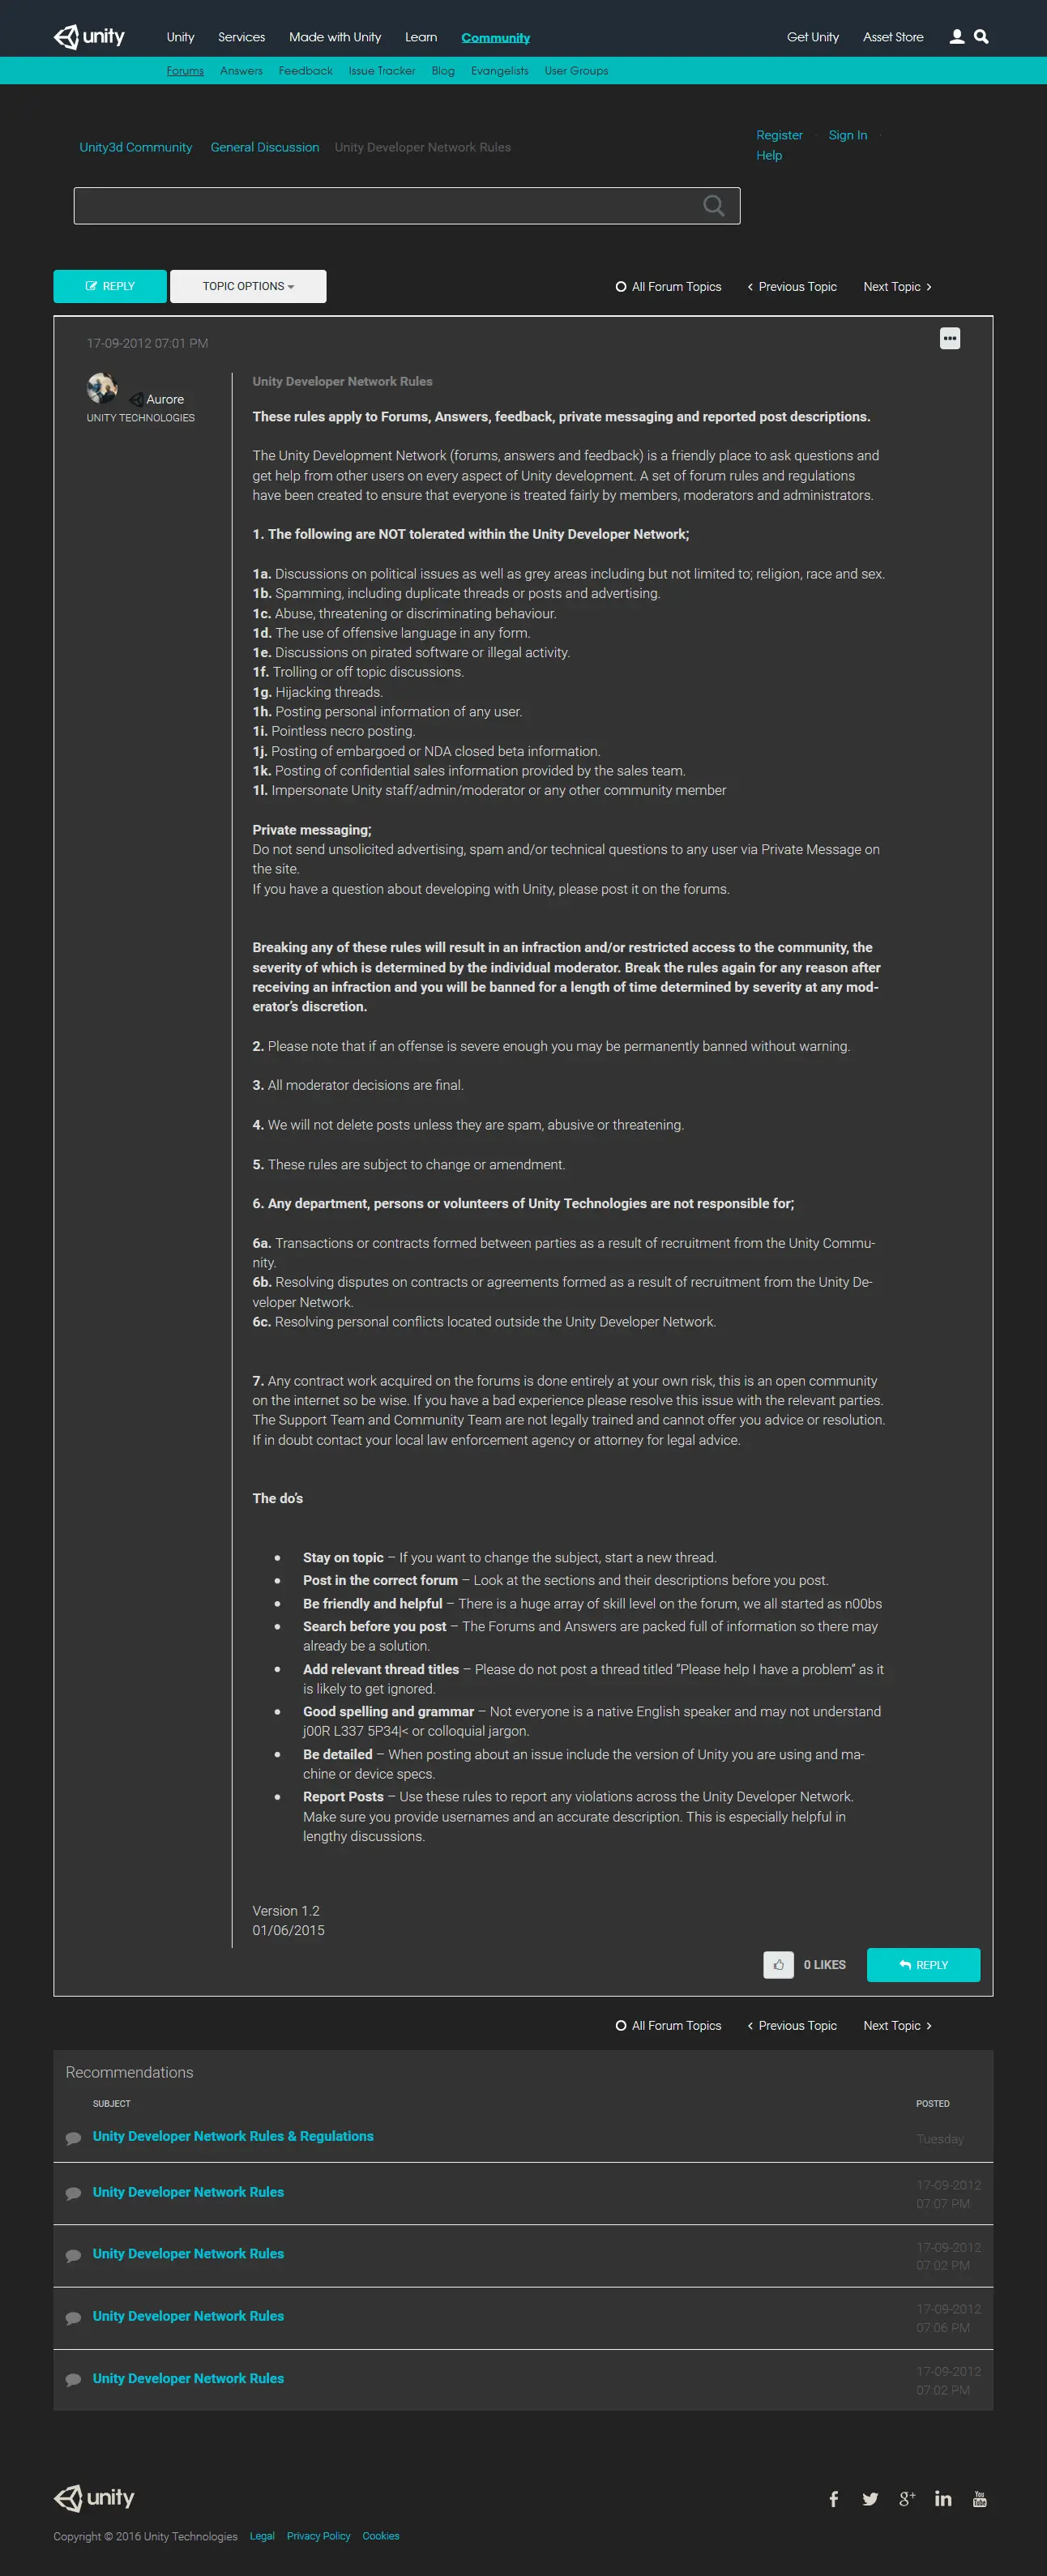 unity
Unity Services Made with Unity Learn Community Get Unity Asset Store
Forums Answers Feedback Issue Tracker Blog Evangelists User Groups
Unity3d Community General Discussion Unity Developer Network Rules
Register · Sign In ·
Help
REPLY TOPIC OPTIONS
All Forum Topics Previous Topic Next Topic
17-09-2012 07:01 PM
Aurore
UNITY TECHNOLOGIES
Unity Developer Network Rules
These rules apply to Forums, Answers, feedback, private messaging and reported post descriptions.
The Unity Development Network (forums, answers and feedback) is a friendly place to ask questions and
get help from other users on every aspect of Unity development. A set of forum rules and regulations
have been created to ensure that everyone is treated fairly by members, moderators and administrators.
1. The following are NOT tolerated within the Unity Developer Network;
1a. Discussions on political issues as well as grey areas including but not limited to; religion, race and sex.
1b. Spamming, including duplicate threads or posts and advertising.
1c. Abuse, threatening or discriminating behaviour.
1d. The use of offensive language in any form.
1e. Discussions on pirated software or illegal activity.
1f. Trolling or off topic discussions.
1g. Hijacking threads.
1h. Posting personal information of any user.
1i. Pointless necro posting.
1j. Posting of embargoed or NDA closed beta information.
1k. Posting of confidential sales information provided by the sales team.
1l. Impersonate Unity staff/admin/moderator or any other community member
Private messaging;
Do not send unsolicited advertising, spam and/or technical questions to any user via Private Message on
the site.
If you have a question about developing with Unity, please post it on the forums.
Breaking any of these rules will result in an infraction and/or restricted access to the community, the
severity of which is determined by the individual moderator. Break the rules again for any reason after
receiving an infraction and you will be banned for a length of time determined by severity at any mod-
erator's discretion.
2. Please note that if an offense is severe enough you may be permanently banned without warning.
3. All moderator decisions are final.
4. We will not delete posts unless they are spam, abusive or threatening.
5. These rules are subject to change or amendment.
6. Any department, persons or volunteers of Unity Technologies are not responsible for;
6a. Transactions or contracts formed between parties as a result of recruitment from the Unity Commu-
nity.
6b. Resolving disputes on contracts or agreements formed as a result of recruitment from the Unity De-
veloper Network.
6c. Resolving personal conflicts located outside the Unity Developer Network.
7. Any contract work acquired on the forums is done entirely at your own risk, this is an open community
on the internet so be wise. If you have a bad experience please resolve this issue with the relevant parties.
The Support Team and Community Team are not legally trained and cannot offer you advice or resolution.
If in doubt contact your local law enforcement agency or attorney for legal advice.
The do's
• Stay on topic – If you want to change the subject, start a new thread.
• Post in the correct forum – Look at the sections and their descriptions before you post.
• Be friendly and helpful – There is a huge array of skill level on the forum, we all started as n00bs
• Search before you post – The Forums and Answers are packed full of information so there may
already be a solution.
• Add relevant thread titles – Please do not post a thread titled "Please help I have a problem" as it
is likely to get ignored.
• Good spelling and grammar – Not everyone is a native English speaker and may not understand
j00R L337 5P34|< or colloquial jargon.
• Be detailed – When posting about an issue include the version of Unity you are using and ma-
chine or device specs.
• Report Posts – Use these rules to report any violations across the Unity Developer Network.
Make sure you provide usernames and an accurate description. This is especially helpful in
lengthy discussions.
Version 1.2
01/06/2015
0 LIKES REPLY
All Forum Topics Previous Topic Next Topic
Recommendations
SUBJECT POSTED
Unity Developer Network Rules & Regulations Tuesday
Unity Developer Network Rules 17-09-2012
07:07 PM
Unity Developer Network Rules 17-09-2012
07:02 PM
Unity Developer Network Rules 17-09-2012
07:06 PM
Unity Developer Network Rules 17-09-2012
07:02 PM
unity
Copyright © 2016 Unity Technologies Legal Privacy Policy Cookies